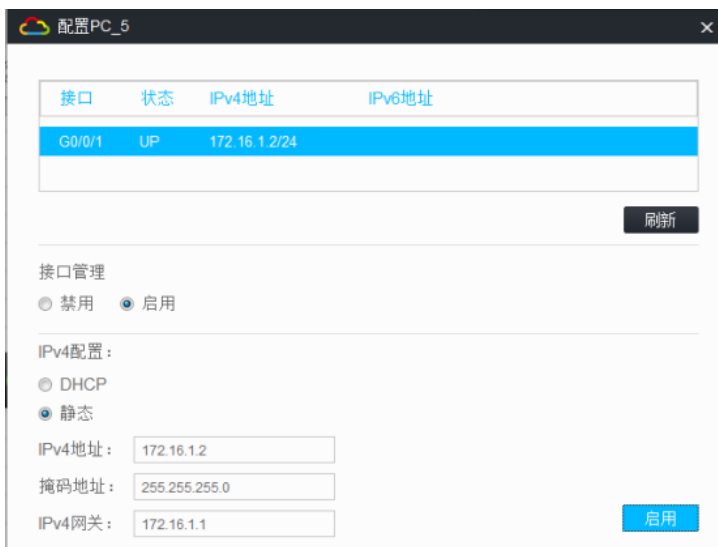 配置PC_5
接口 状态 IPv4地址 IPv6地址
G0/0/1 UP 172.16.1.2/24
刷新
接口管理
禁用 启用
IPv4配置：
DHCP
静态
IPv4地址： 172.16.1.2
掩码地址： 255.255.255.0
IPv4网关： 172.16.1.1
启用